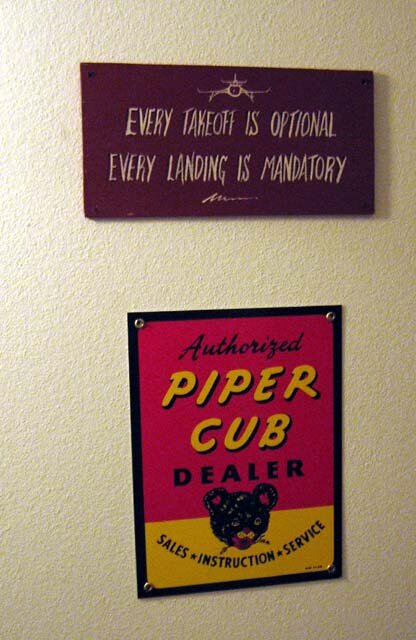 EVERY TAKEOFF IS OPTIONAL
EVERY LANDING IS MANDATORY
Authorized
PIPER
CUB
DEALER
SALES ★ INSTRUCTION ★ SERVICE